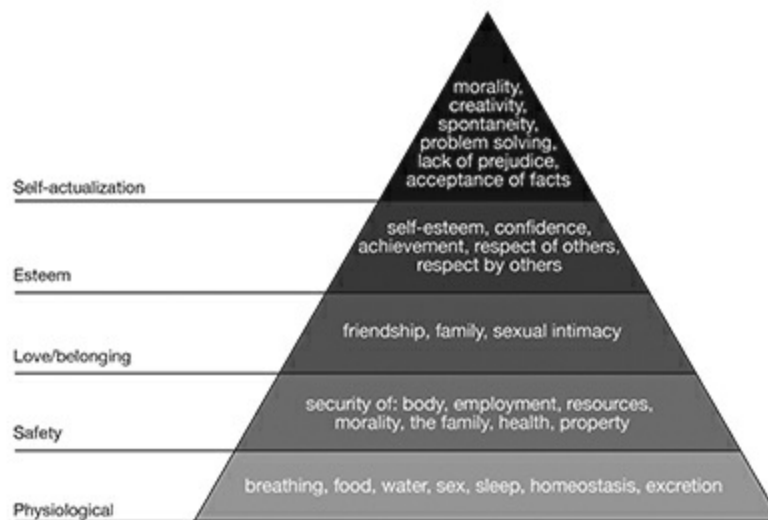 morality,
creativity,
spontaneity,
problem solving,
lack of prejudice,
acceptance of facts
Self-actualization
self-esteem, confidence,
achievement, respect of others,
respect by others
Esteem
friendship, family, sexual intimacy
Love/belonging
security of: body, employment, resources,
morality, the family, health, property
Safety
breathing, food, water, sex, sleep, homeostasis, excretion
Physiological